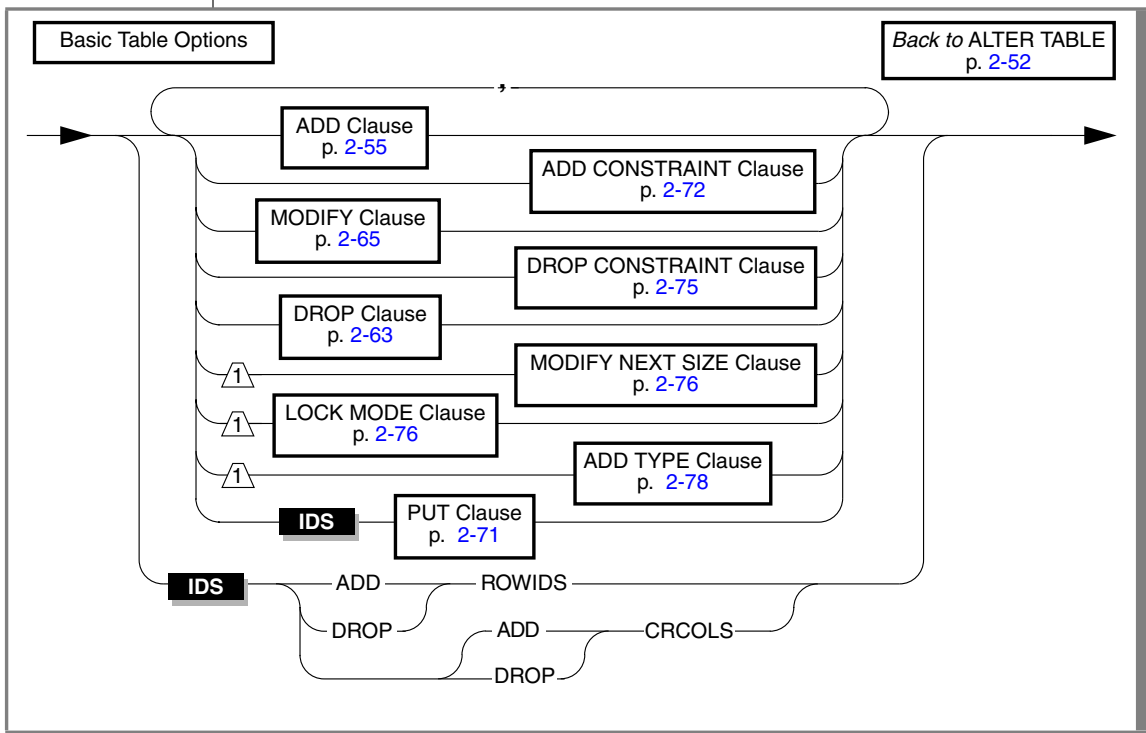 Basic Table Options
Back to ALTER TABLE
p. 2-52
,
ADD Clause
p. 2-55
ADD CONSTRAINT Clause
p. 2-72
MODIFY Clause
p. 2-65
DROP CONSTRAINT Clause
p. 2-75
DROP Clause
p. 2-63
1
MODIFY NEXT SIZE Clause
p. 2-76
1
LOCK MODE Clause
p. 2-76
1
ADD TYPE Clause
p. 2-78
IDS
PUT Clause
p. 2-71
IDS
ADD
ROWIDS
DROP
ADD
CRCOLS
DROP